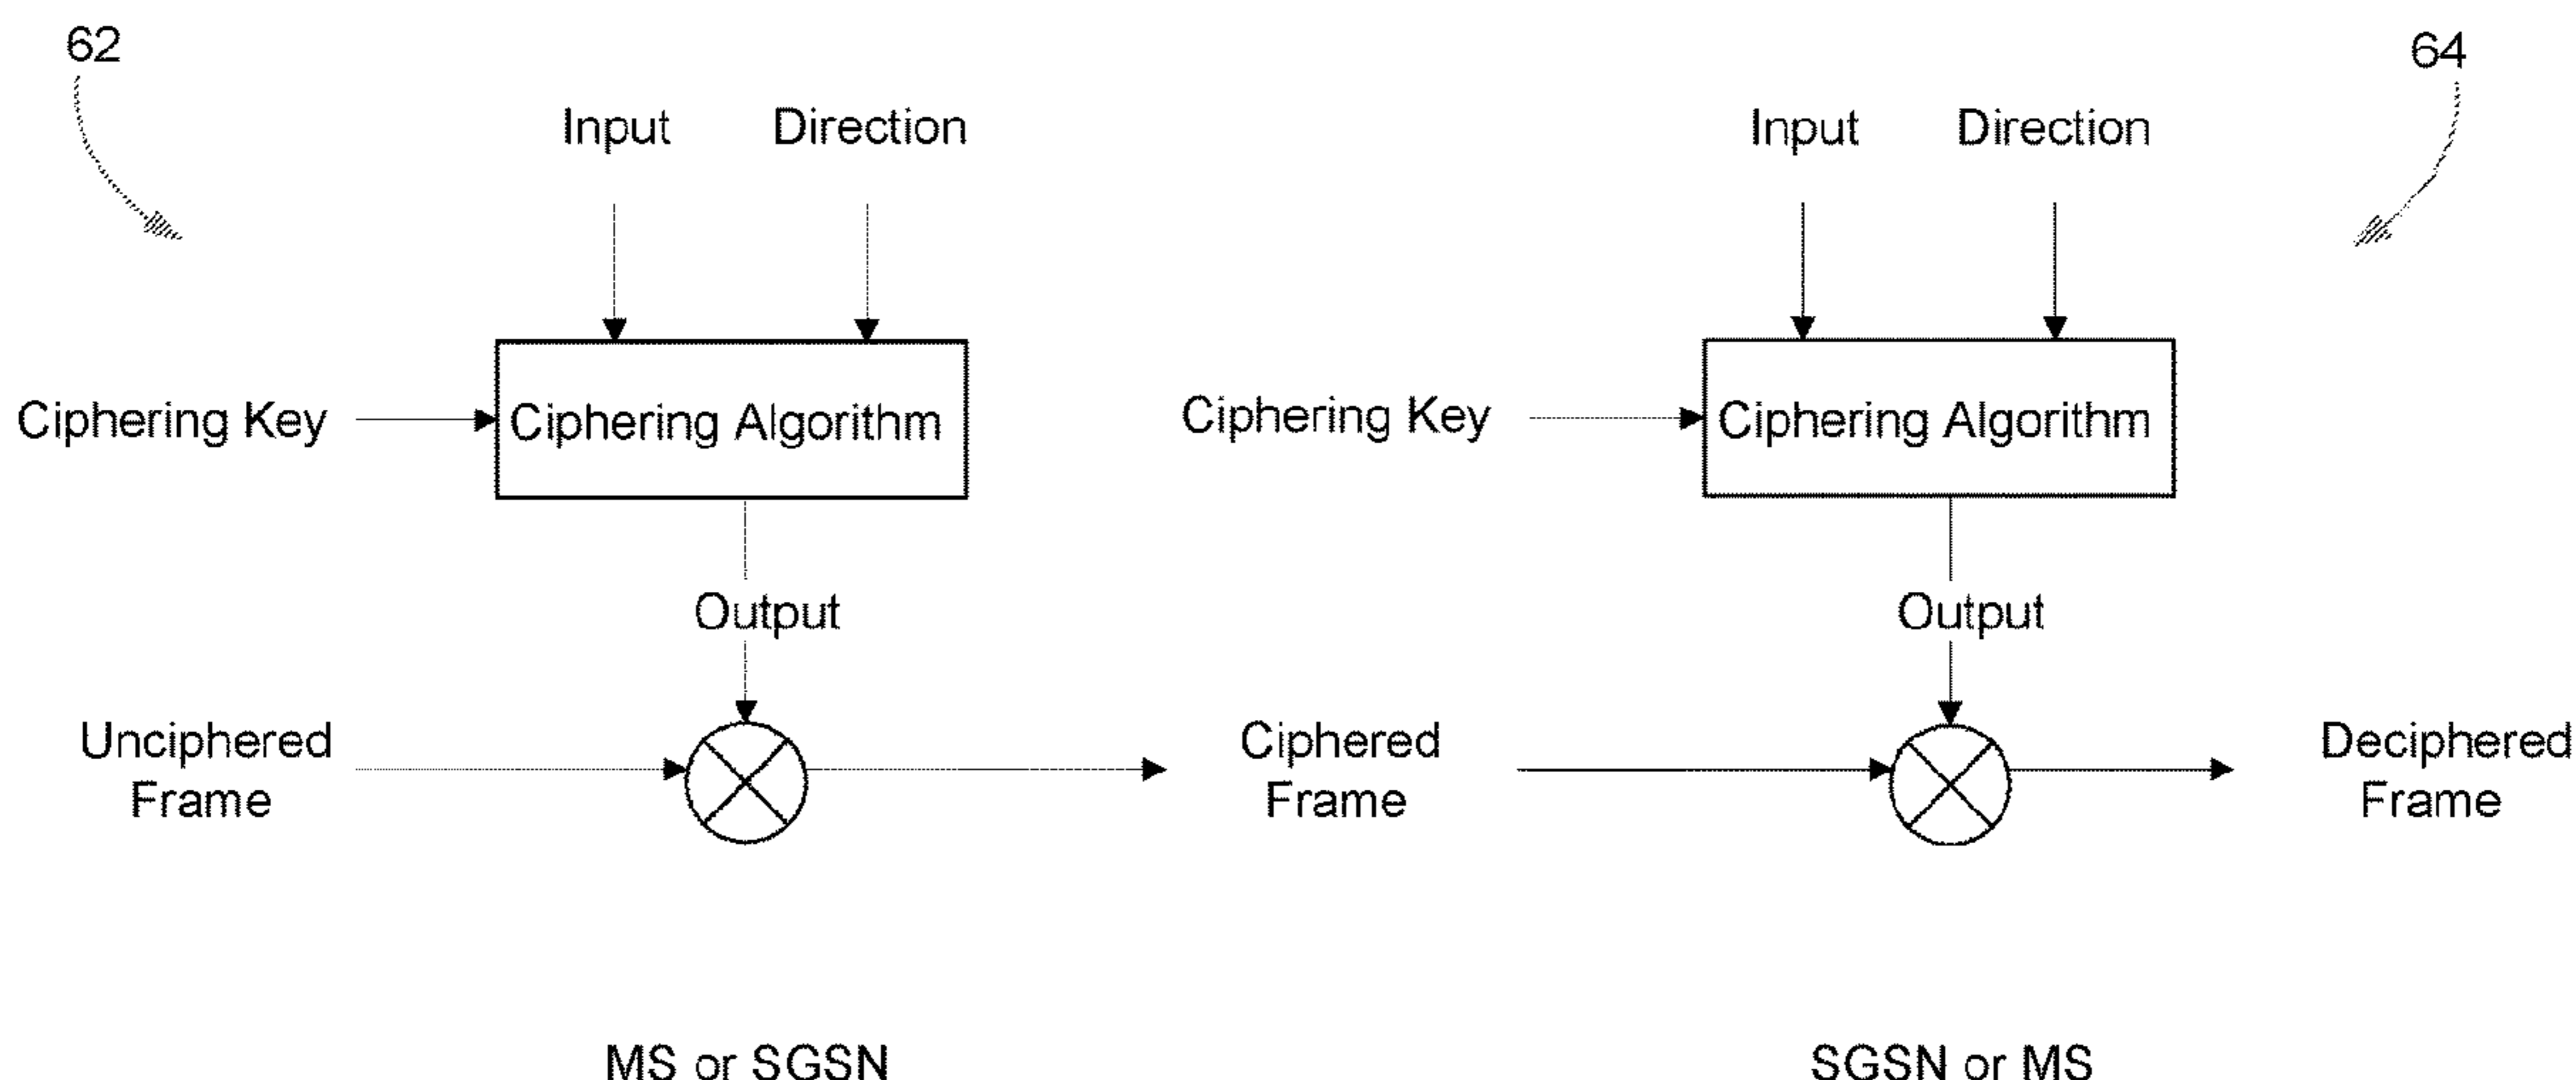 62
64
Input Direction
Input Direction
Ciphering Key
Ciphering Algorithm
Ciphering Key
Ciphering Algorithm
Output
Output
Unciphered
Frame
Ciphered
Frame
Deciphered
Frame
MS or SGSN
SGSN or MS